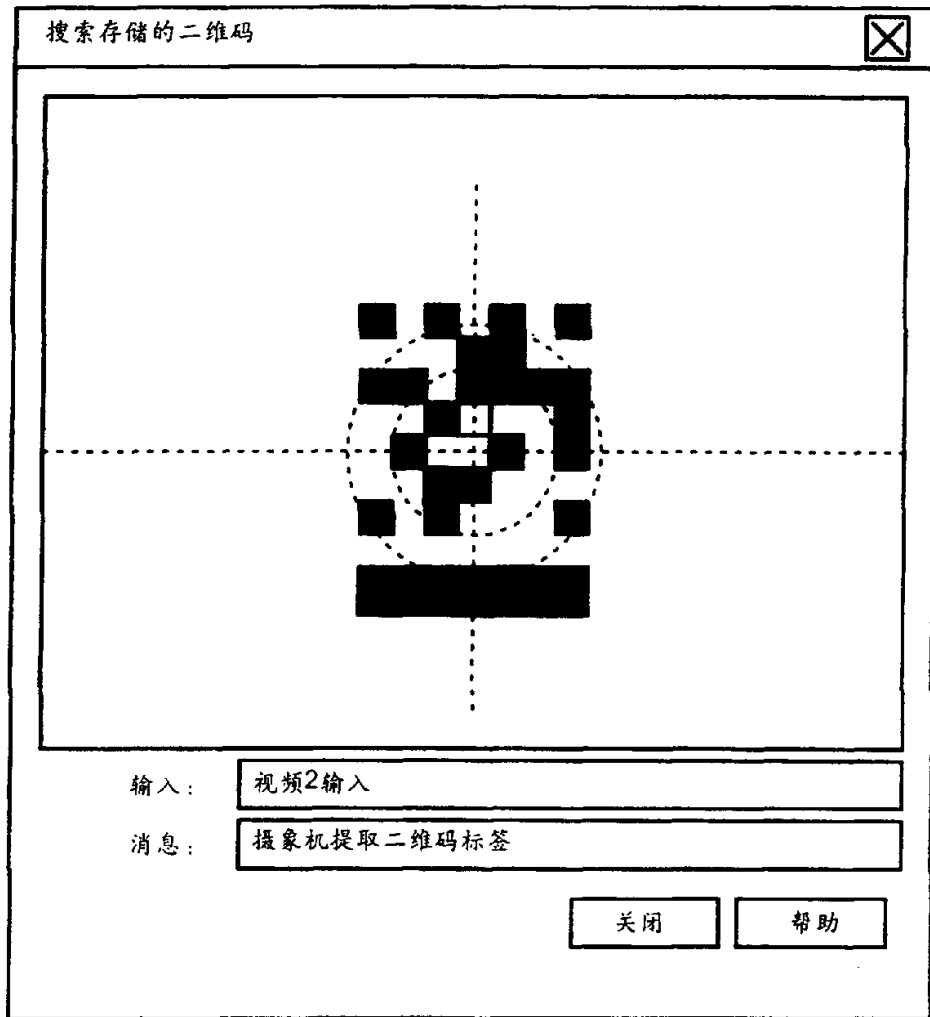 搜索存储的二维码
输入：
视频2输入
消息：
摄象机提取二维码标签
关闭
帮助